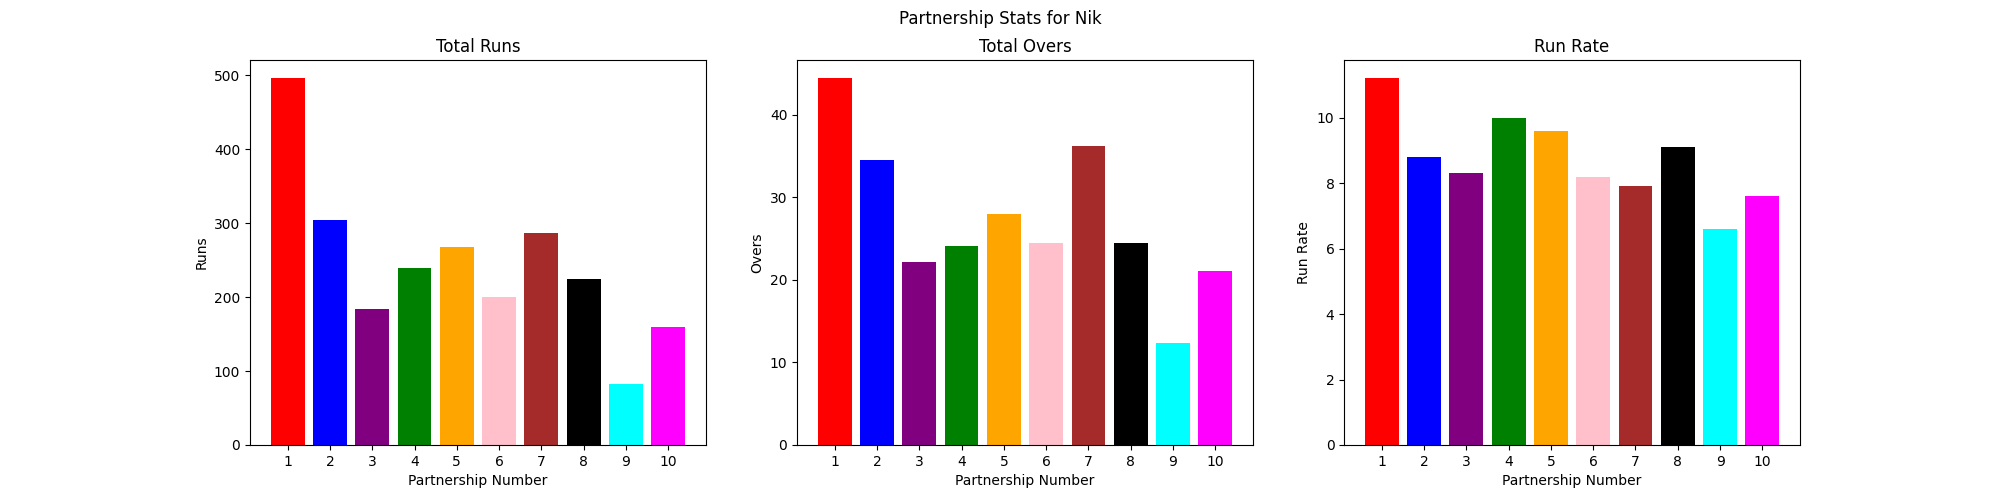 Partnership Stats for Nik
Total Runs
Runs
500
400
300
200
100
0
1 2 3 4 5 6 7 8 9 10
Partnership Number
Total Overs
Overs
40
30
20
10
0
1 2 3 4 5 6 7 8 9 10
Partnership Number
Run Rate
Run Rate
10
8
6
4
2
0
1 2 3 4 5 6 7 8 9 10
Partnership Number